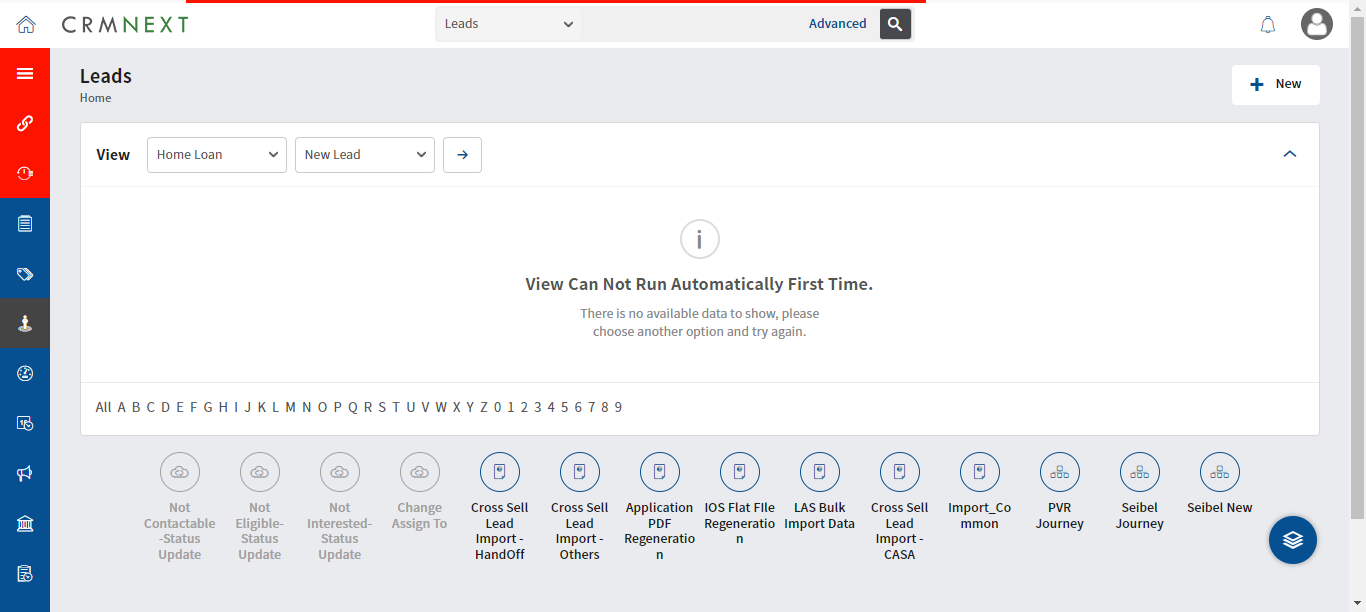 CRMNEXT
Leads
Advanced
Leads
Home
New
View
Home Loan
New Lead
View Can Not Run Automatically First Time.
There is no available data to show, please
choose another option and try again.
All A B C D E F G H I J K L M N O P Q R S T U V W X Y Z 0 1 2 3 4 5 6 7 8 9
Not
Contactable
-Status
Update
Not
Eligible-
Status
Update
Not
Interested-
Status
Update
Change
Assign To
Cross Sell
Lead
Import -
HandOff
Cross Sell
Lead
Import -
Others
Application
PDF
Regeneratio
n
IOS Flat FIle
Regeneratio
n
LAS Bulk
Import Data
Cross Sell
Lead
Import -
CASA
Import_Co
mmon
PVR
Journey
Seibel
Journey
Seibel New